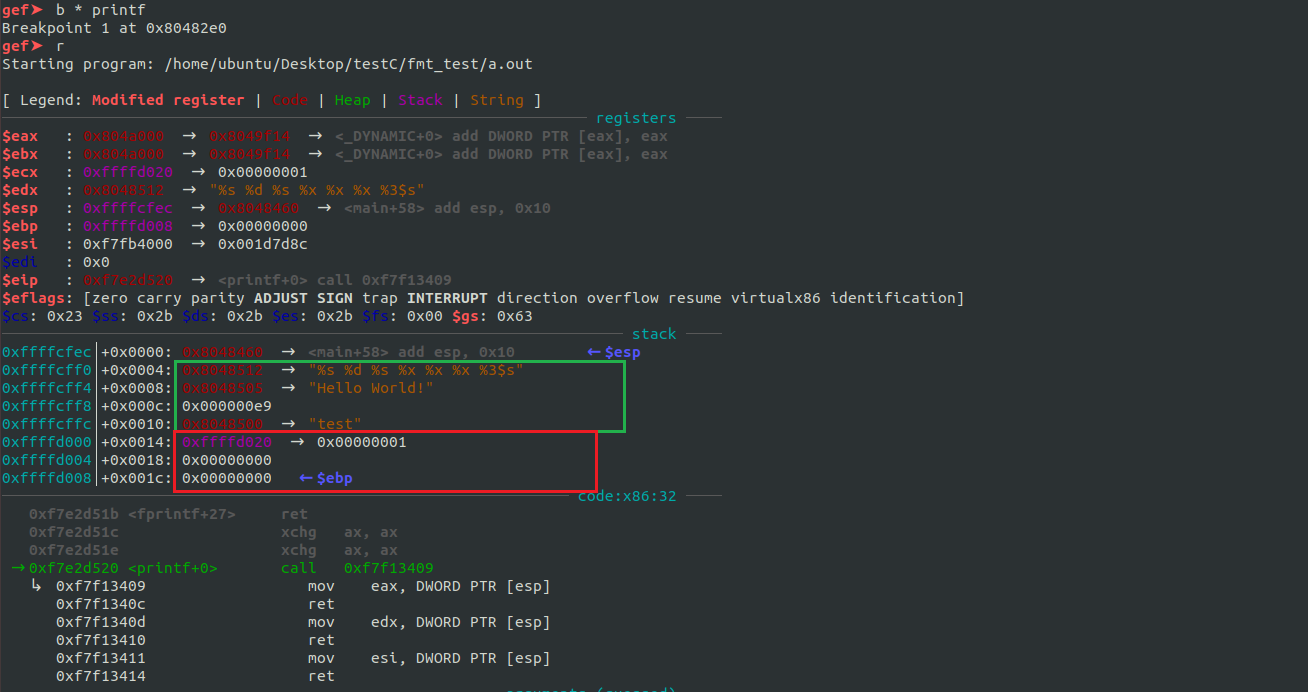 gef➤  b * printf
Breakpoint 1 at 0x80482e0
gef➤  r
Starting program: /home/ubuntu/Desktop/testC/fmt_test/a.out
[ Legend: Modified register | Code | Heap | Stack | String ]
registers
$eax   : 0x804a000  →  0x8049f14  →  <_DYNAMIC+0> add DWORD PTR [eax], eax
$ebx   : 0x804a000  →  0x8049f14  →  <_DYNAMIC+0> add DWORD PTR [eax], eax
$ecx   : 0xffffd020  →  0x00000001
$edx   : 0x8048512  →  "%s %d %s %x %x %x %3$s"
$esp   : 0xffffcfec  →  0x8048460  →  <main+58> add esp, 0x10
$ebp   : 0xffffd008  →  0x00000000
$esi   : 0xf7fb4000  →  0x001d7d8c
$edi   : 0x0
$eip   : 0xf7e2d520  →  <printf+0> call 0xf7f13409
$eflags: [zero carry parity ADJUST SIGN trap INTERRUPT direction overflow resume virtualx86 identification]
$cs: 0x23 $ss: 0x2b $ds: 0x2b $es: 0x2b $fs: 0x00 $gs: 0x63
stack
0xffffcfec│+0x0000: 0x8048460  →  <main+58> add esp, 0x10        ←$esp
0xffffcff0│+0x0004: 0x8048512  →  "%s %d %s %x %x %x %3$s"
0xffffcff4│+0x0008: 0x8048505  →  "Hello World!"
0xffffcff8│+0x000c: 0x000000e9
0xffffcffc│+0x0010: 0x8048500  →  "test"
0xffffd000│+0x0014: 0xffffd020  →  0x00000001
0xffffd004│+0x0018: 0x00000000
0xffffd008│+0x001c: 0x00000000   ←$ebp
code:x86:32
0xf7e2d51b <fprintf+27>     ret
0xf7e2d51c                  xchg   ax, ax
0xf7e2d51e                  xchg   ax, ax
→0xf7e2d520 <printf+0>       call   0xf7f13409
↳  0xf7f13409                  mov    eax, DWORD PTR [esp]
0xf7f1340c                  ret
0xf7f1340d                  mov    edx, DWORD PTR [esp]
0xf7f13410                  ret
0xf7f13411                  mov    esi, DWORD PTR [esp]
0xf7f13414                  ret